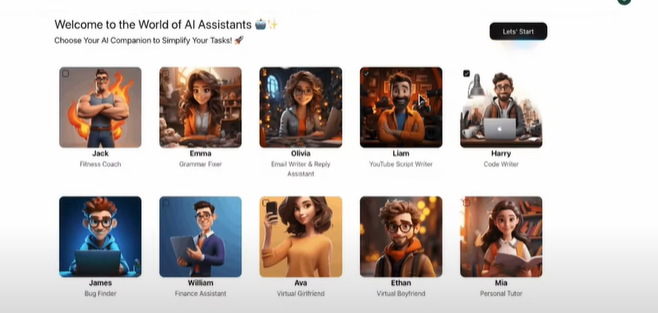 Welcome to the World of AI Assistants 🤖✨
Choose Your AI Companion to Simplify Your Tasks! 🚀
Lets' Start
Jack
Fitness Coach
Emma
Grammar Fixer
Olivia
Email Writer & Reply
Assistant
Liam
YouTube Script Writer
Harry
Code Writer
James
Bug Finder
William
Finance Assistant
Ava
Virtual Girlfriend
Ethan
Virtual Boyfriend
Mia
Personal Tutor